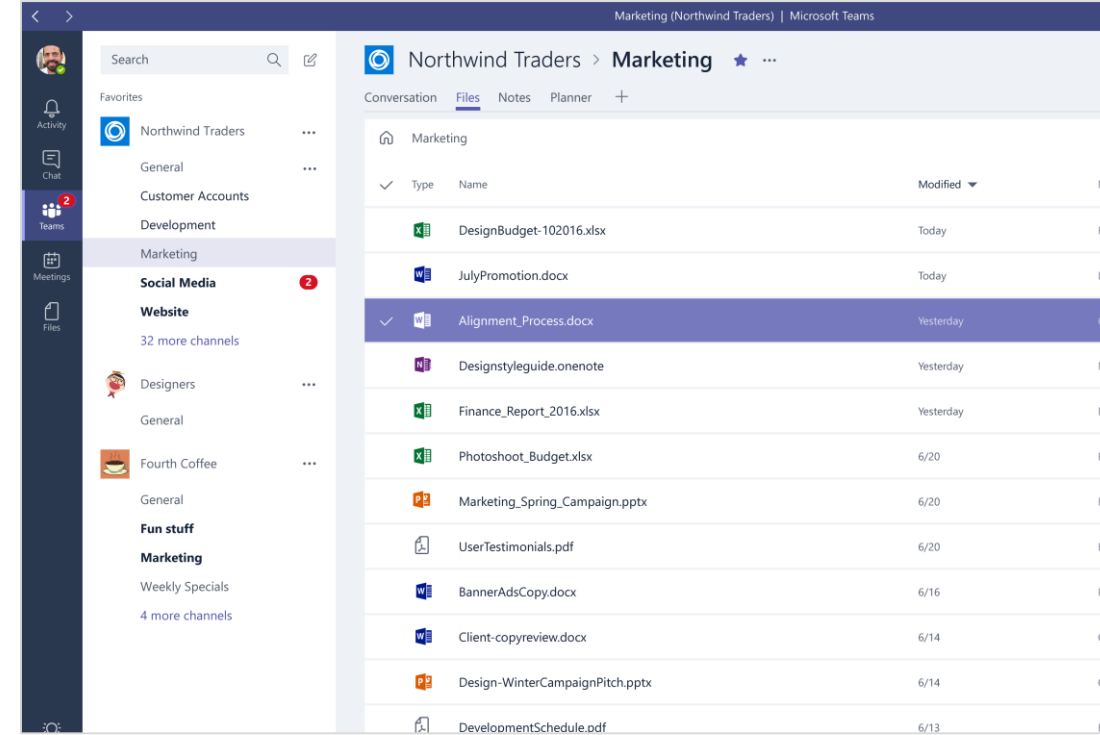 Marketing (Northwind Traders) | Microsoft Teams
Search
Activity
Chat
2
Teams
Meetings
Files
Favorites
Northwind Traders
General
Customer Accounts
Development
Marketing
Social Media 2
Website
32 more channels
Designers
General
Fourth Coffee
General
Fun stuff
Marketing
Weekly Specials
4 more channels
Northwind Traders > Marketing
Conversation Files Notes Planner
Marketing
Type Name Modified
DesignBudget-102016.xlsx Today
JulyPromotion.docx Today
Alignment_Process.docx Yesterday
Designstyleguide.onenote Yesterday
Finance_Report_2016.xlsx Yesterday
Photoshoot_Budget.xlsx 6/20
Marketing_Spring_Campaign.pptx 6/20
UserTestimonials.pdf 6/20
BannerAdsCopy.docx 6/16
Client-copyreview.docx 6/14
Design-WinterCampaignPitch.pptx 6/14
DevelopmentSchedule.pdf 6/13